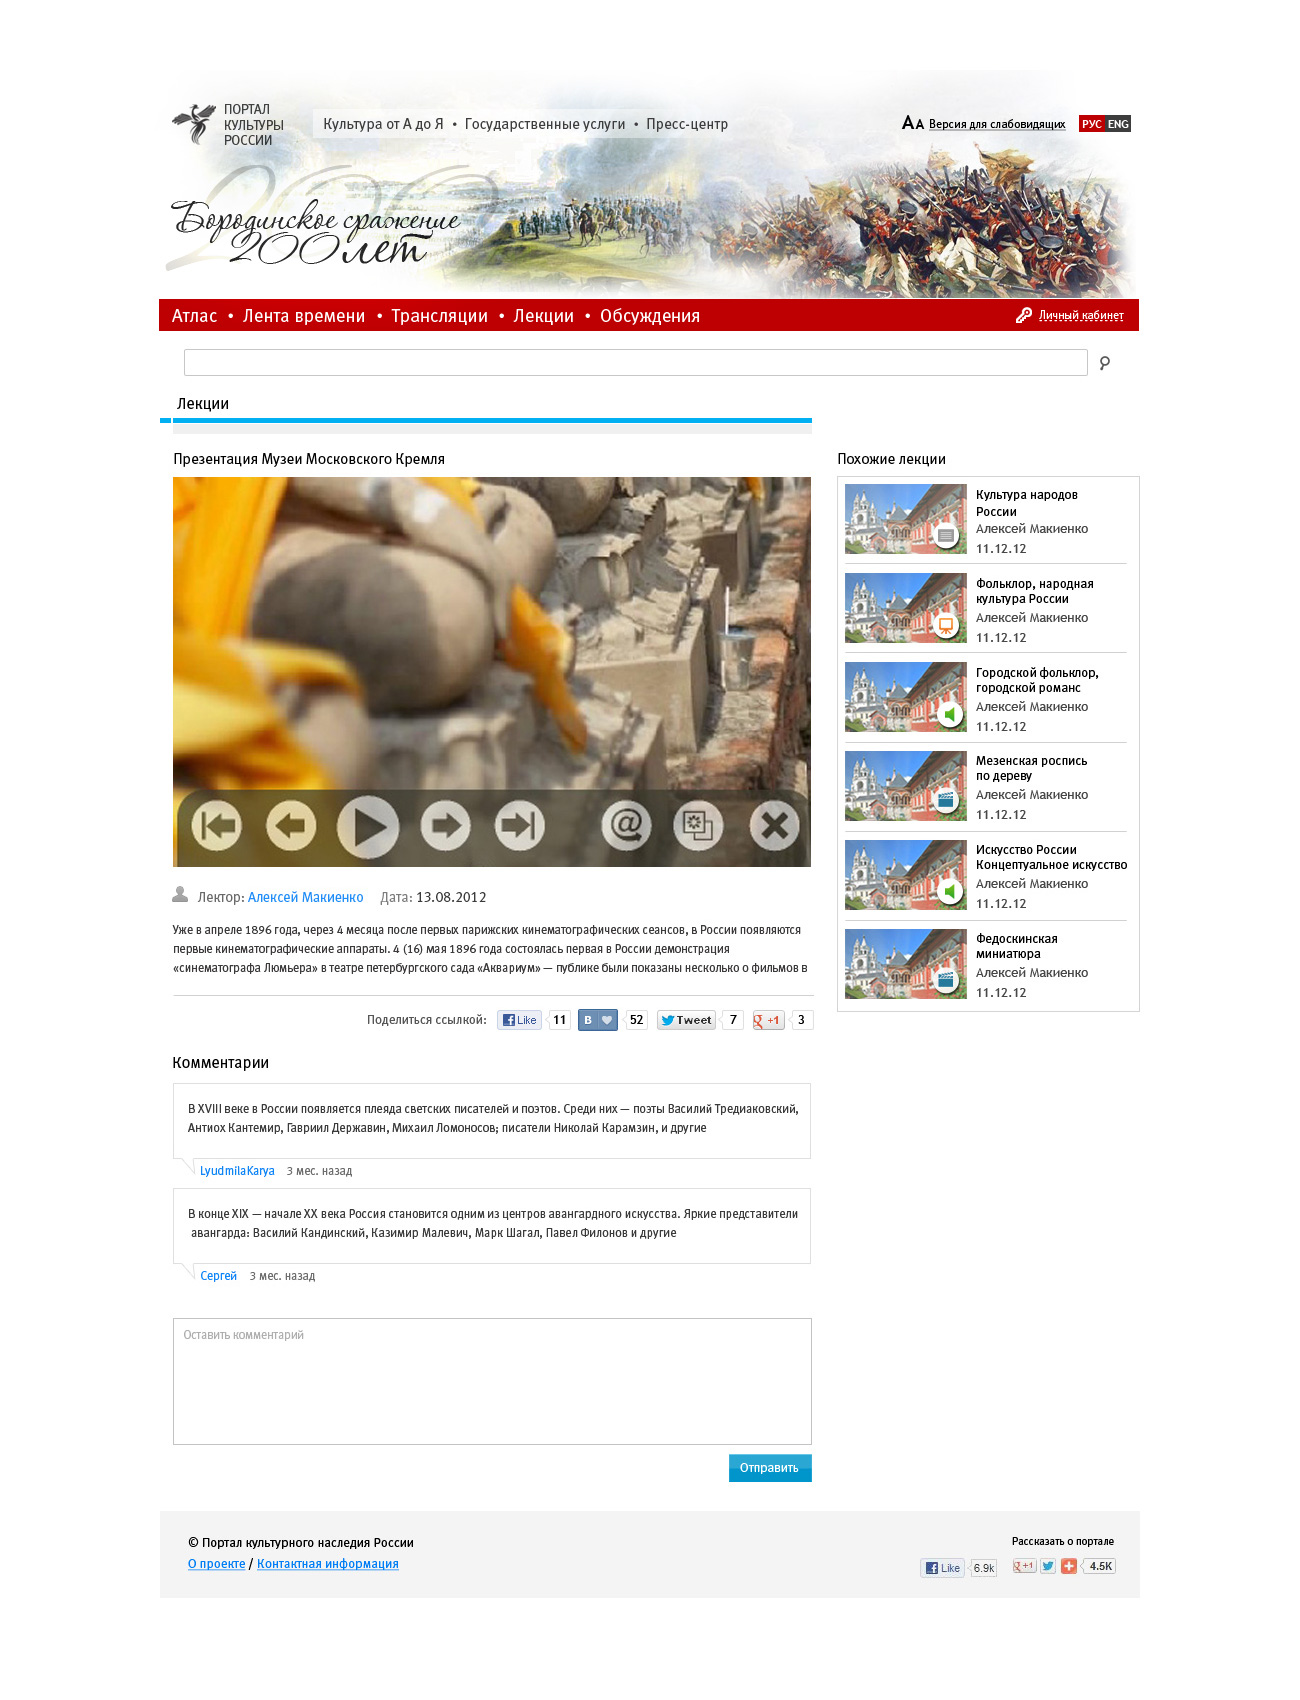 ПОРТАЛ
КУЛЬТУРЫ
РОССИИ
Культура от А до Я • Государственные услуги • Пресс-центр
АА Версия для слабовидящих
РУС ENG
200
Бородинское сражение
200 лет
Атлас • Лента времени • Трансляции • Лекции • Обсуждения
Личный кабинет
Лекции
Презентация Музеи Московского Кремля
@
Лектор: Алексей Макиенко Дата: 13.08.2012
Уже в апреле 1896 года, через 4 месяца после первых парижских кинематографических сеансов, в России появляются
первые кинематографические аппараты. 4 (16) мая 1896 года состоялась первая в России демонстрация
«синематографа Люмьера» в театре петербургского сада «Аквариум» — публике были показаны несколько о фильмов в
Поделиться ссылкой: Like 11 В 52 Tweet 7 g +1 3
Комментарии
В XVIII веке в России появляется плеяда светских писателей и поэтов. Среди них — поэты Василий Тредиаковский,
Антиох Кантемир, Гавриил Державин, Михаил Ломоносов; писатели Николай Карамзин, и другие
LyudmilaKarya 3 мес. назад
В конце XIX — начале XX века Россия становится одним из центров авангардного искусства. Яркие представители
авангарда: Василий Кандинский, Казимир Малевич, Марк Шагал, Павел Филонов и другие
Сергей 3 мес. назад
Оставить комментарий
Отправить
Похожие лекции
Культура народов
России
Алексей Макиенко
11.12.12
Фольклор, народная
культура России
Алексей Макиенко
11.12.12
Городской фольклор,
городской романс
Алексей Макиенко
11.12.12
Мезенская роспись
по дереву
Алексей Макиенко
11.12.12
Искусство России
Концептуальное искусство
Алексей Макиенко
11.12.12
Федоскинская
миниатюра
Алексей Макиенко
11.12.12
© Портал культурного наследия России
О проекте / Контактная информация
Рассказать о портале
Like 6.9k g +1 4.5K